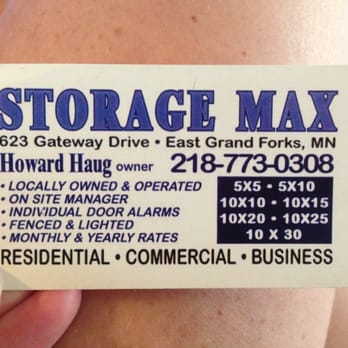 STORAGE MAX
623 Gateway Drive • East Grand Forks, MN
Howard Haug owner 218-773-0308
• LOCALLY OWNED & OPERATED
• ON SITE MANAGER
• INDIVIDUAL DOOR ALARMS
• FENCED & LIGHTED
• MONTHLY & YEARLY RATES
5X5 • 5X10
10X10 • 10X15
10X20 • 10X25
10 X 30
RESIDENTIAL • COMMERCIAL • BUSINESS